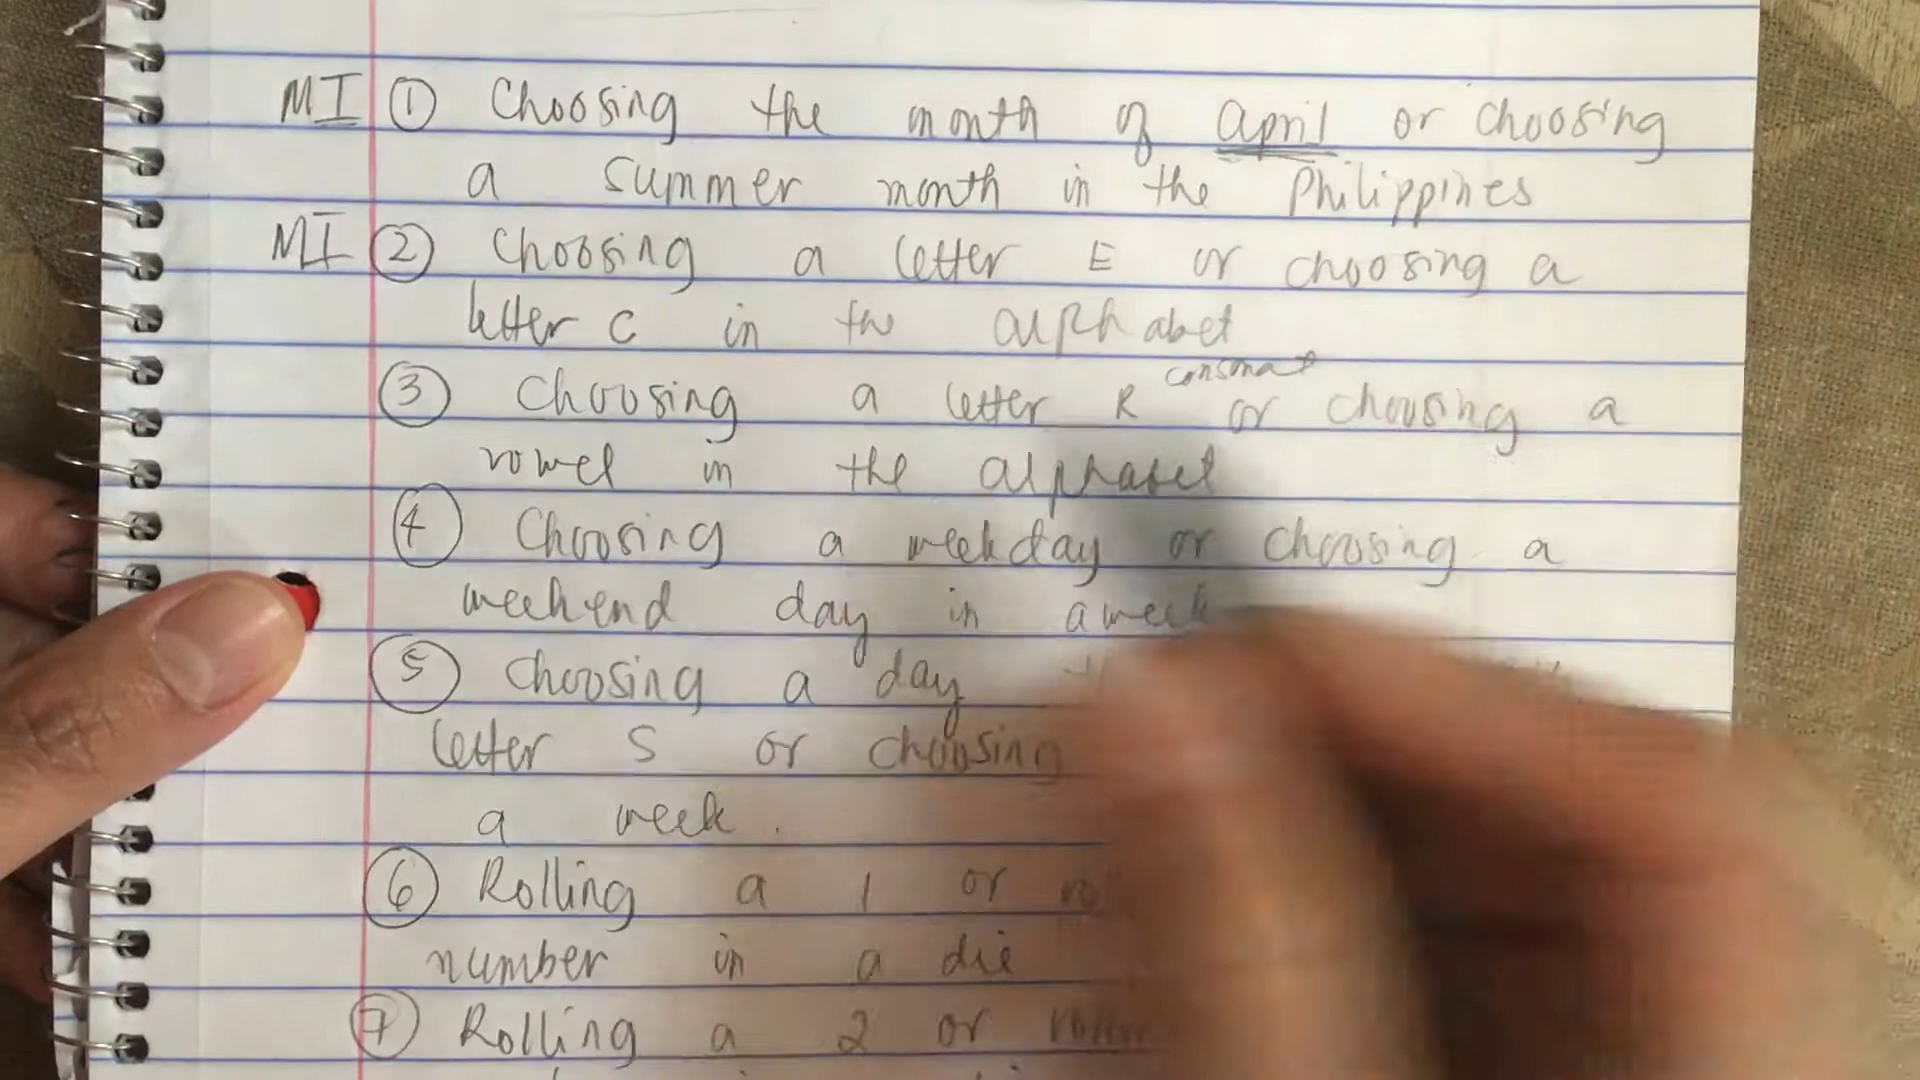 MI ① Choosing the month of april or choosing
a summer month in the Philippines
MI ② Choosing a letter E or choosing a
letter C in the alphabet
consonat
③ Choosing a letter R or choosing a
vowel in the alphabet
④ Choosing a weekday or choosing a
weekend day in a week
⑤ Choosing a day
letter S or choosing
a week.
⑥ Rolling a 1 or
number in a die
⑦ Rolling a 2 or